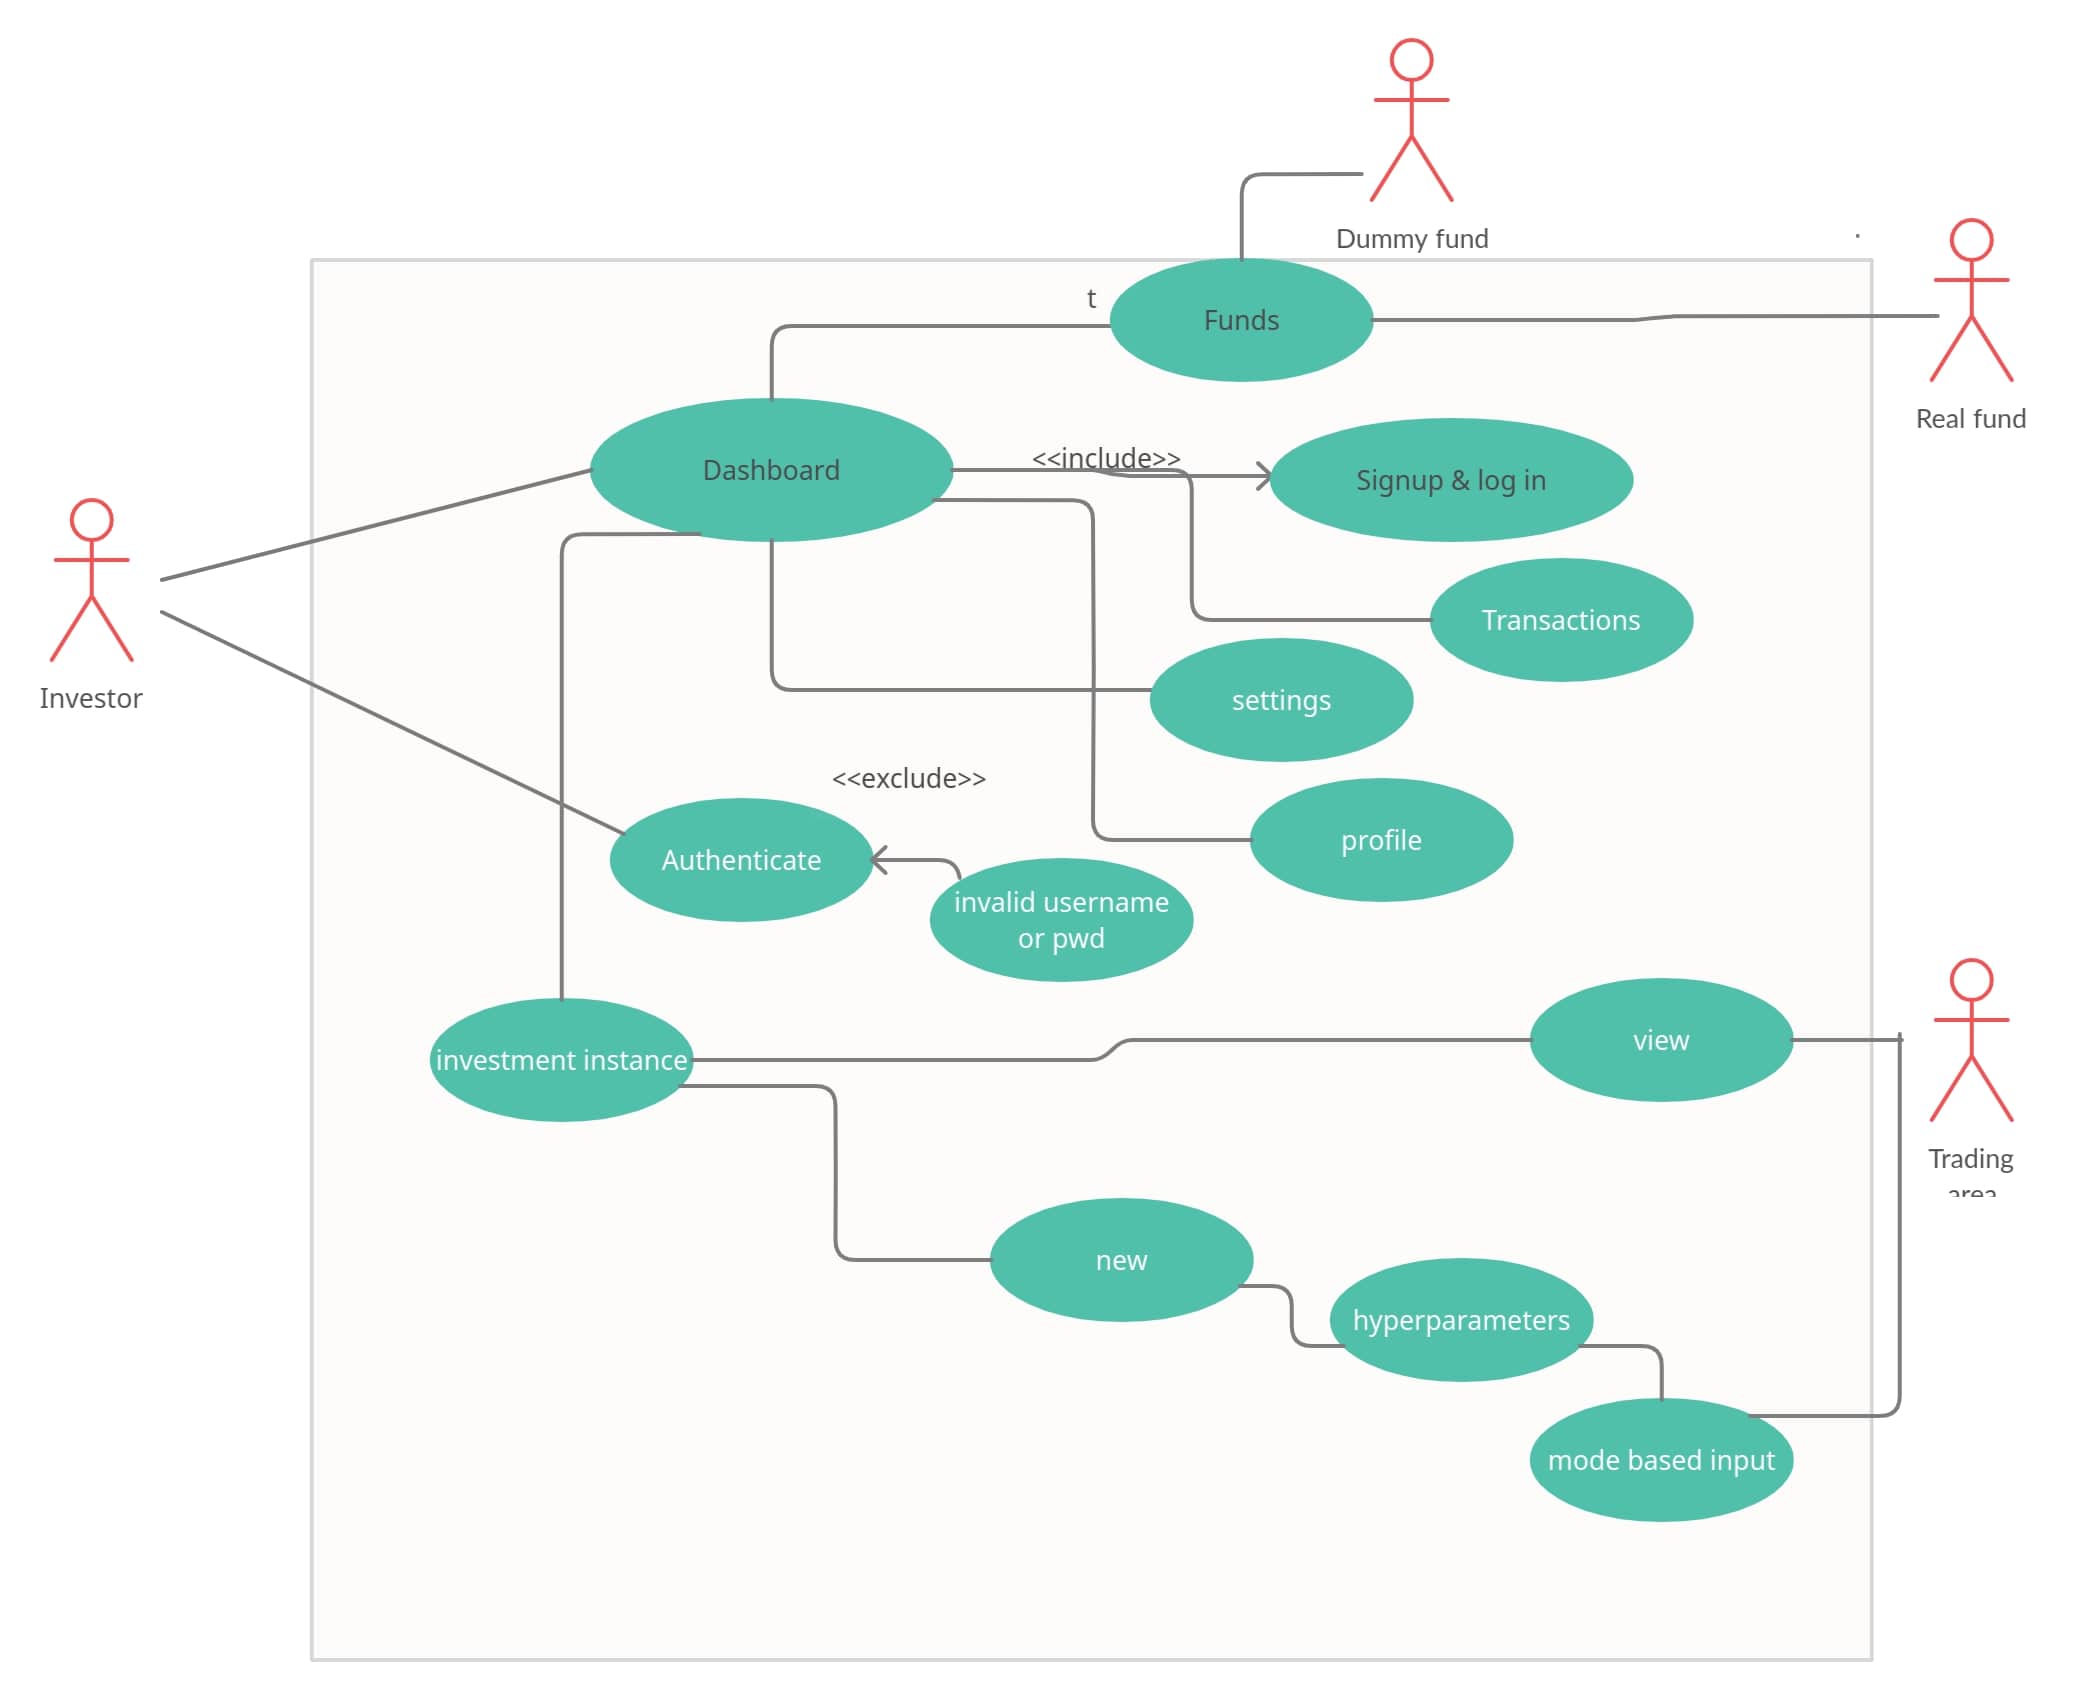 Dummy fund
.
t
Funds
Real fund
<<include>>
Dashboard
Signup & log in
Transactions
settings
Investor
<<exclude>>
profile
Authenticate
invalid username
or pwd
view
investment instance
Trading
area
new
hyperparameters
mode based input